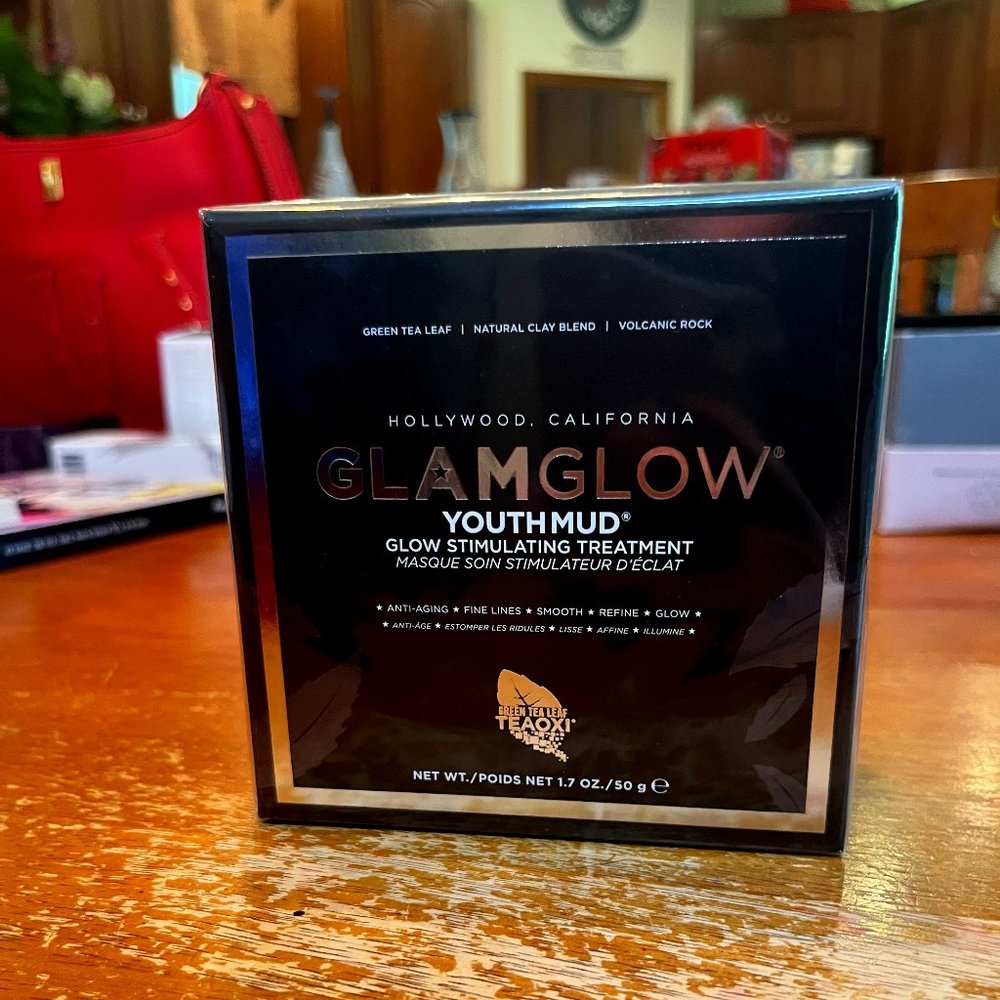 GREEN TEA LEAF | NATURAL CLAY BLEND | VOLCANIC ROCK
HOLLYWOOD, CALIFORNIA
GLAMGLOW®
YOUTHMUD®
GLOW STIMULATING TREATMENT
MASQUE SOIN STIMULATEUR D'ÉCLAT
★ ANTI-AGING ★ FINE LINES ★ SMOOTH ★ REFINE ★ GLOW ★
★ ANTI-ÂGE ★ ESTOMPER LES RIDULES ★ LISSE ★ AFFINE ★ ILLUMINE ★
GREEN TEA LEAF
TEAOXI®
NET WT./POIDS NET 1.7 OZ./50 g ℮